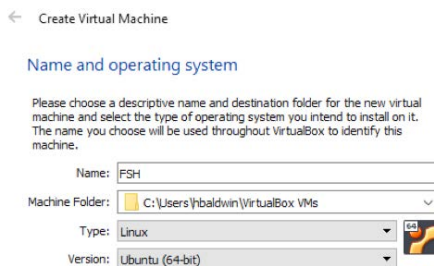 Create Virtual Machine
Name and operating system
Please choose a descriptive name and destination folder for the new virtual
machine and select the type of operating system you intend to install on it.
The name you choose will be used throughout VirtualBox to identify this
machine.
Name: FSH
Machine Folder: C:\Users\hbaldwin\VirtualBox VMs
Type: Linux
64
Version: Ubuntu (64-bit)